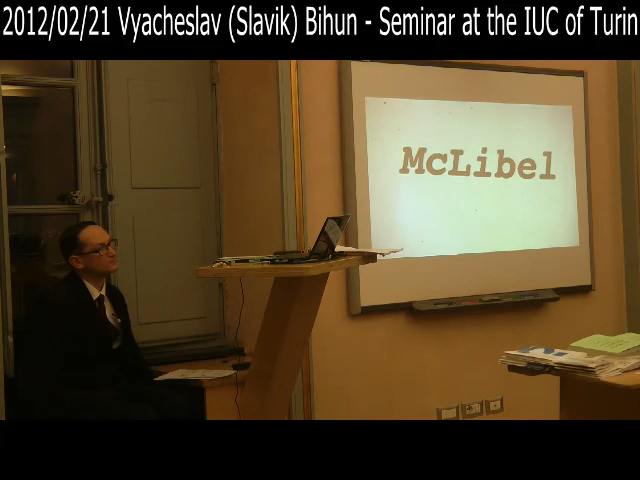 2012/02/21 Vyacheslav (Slavik) Bihun - Seminar at the IUC of Turin
McLibel